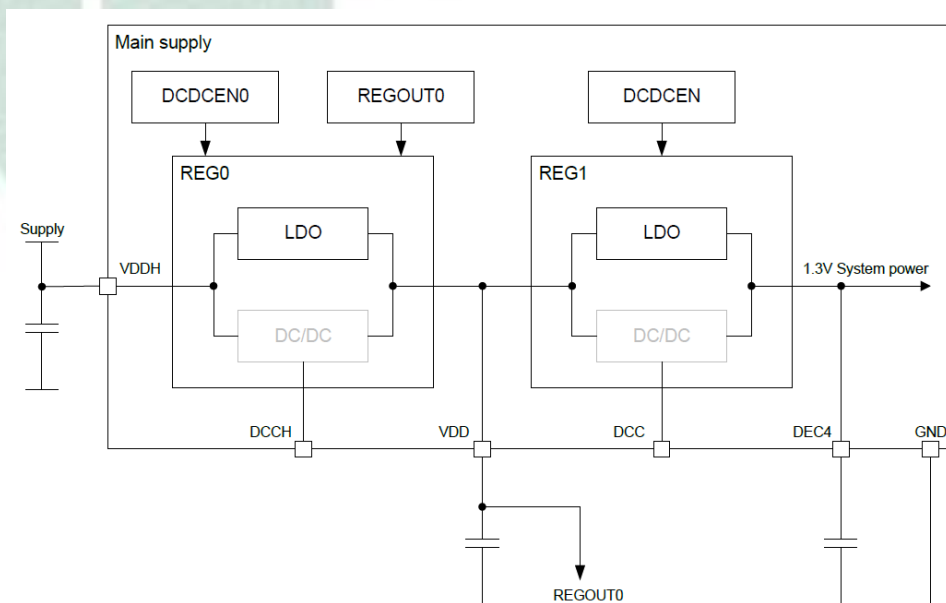 Main supply
DCDCEN0
REGOUT0
DCDCEN
REG0
REG1
LDO
LDO
Supply
VDDH
1.3V System power
DC/DC
DC/DC
DCCH
VDD
DCC
DEC4
GND
REGOUT0